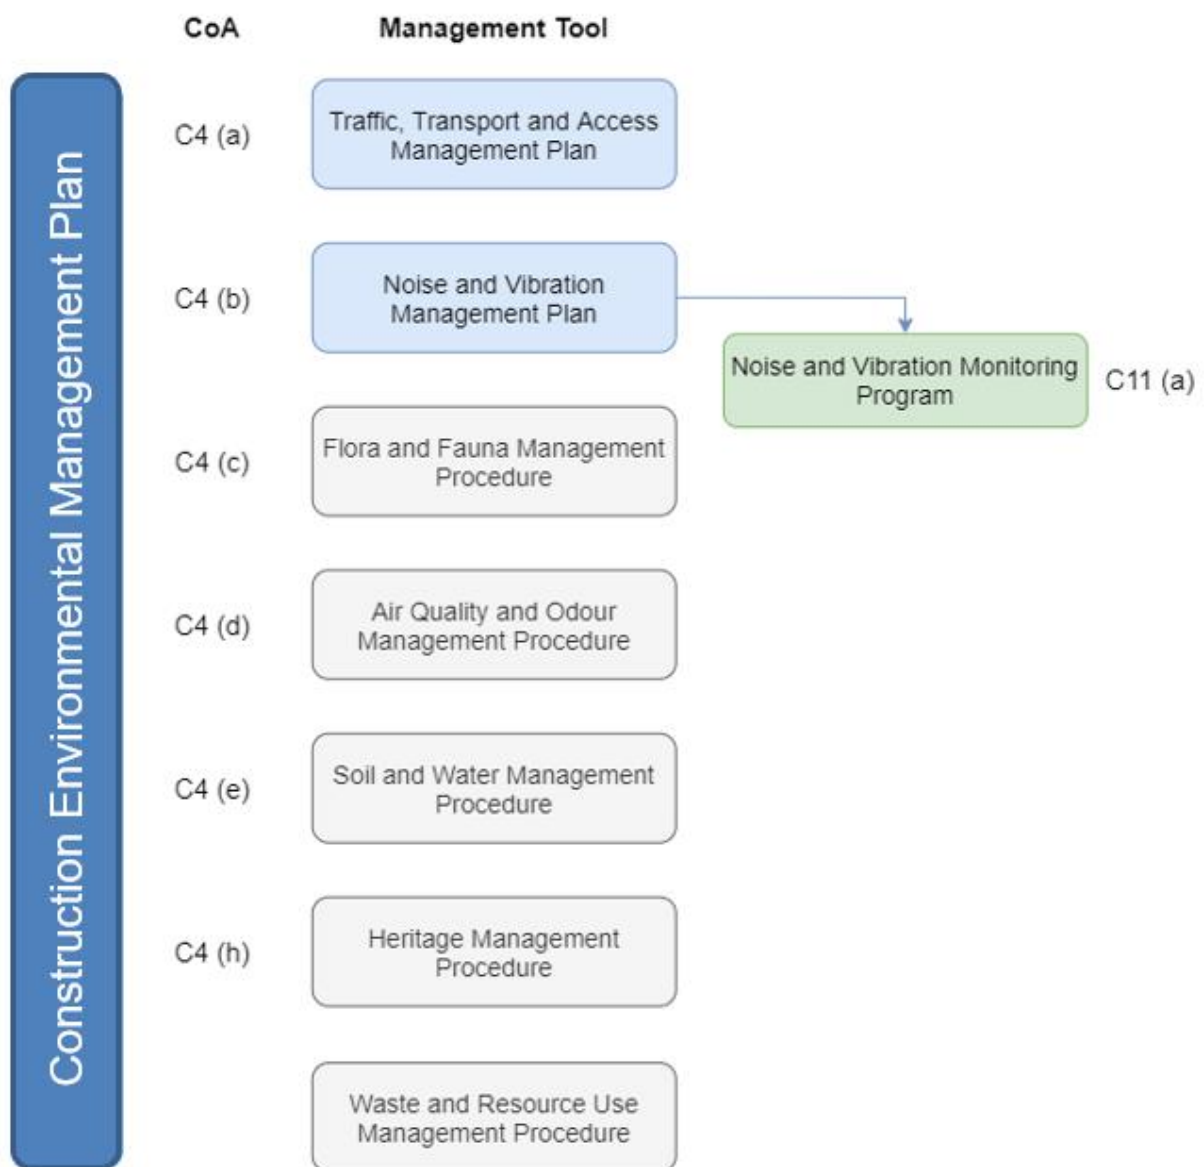 CoA
Management Tool
Construction Environmental Management Plan
C4 (a)
Traffic, Transport and Access
Management Plan
C4 (b)
Noise and Vibration
Management Plan
Noise and Vibration Monitoring
Program
C11 (a)
C4 (c)
Flora and Fauna Management
Procedure
C4 (d)
Air Quality and Odour
Management Procedure
C4 (e)
Soil and Water Management
Procedure
C4 (h)
Heritage Management
Procedure
Waste and Resource Use
Management Procedure